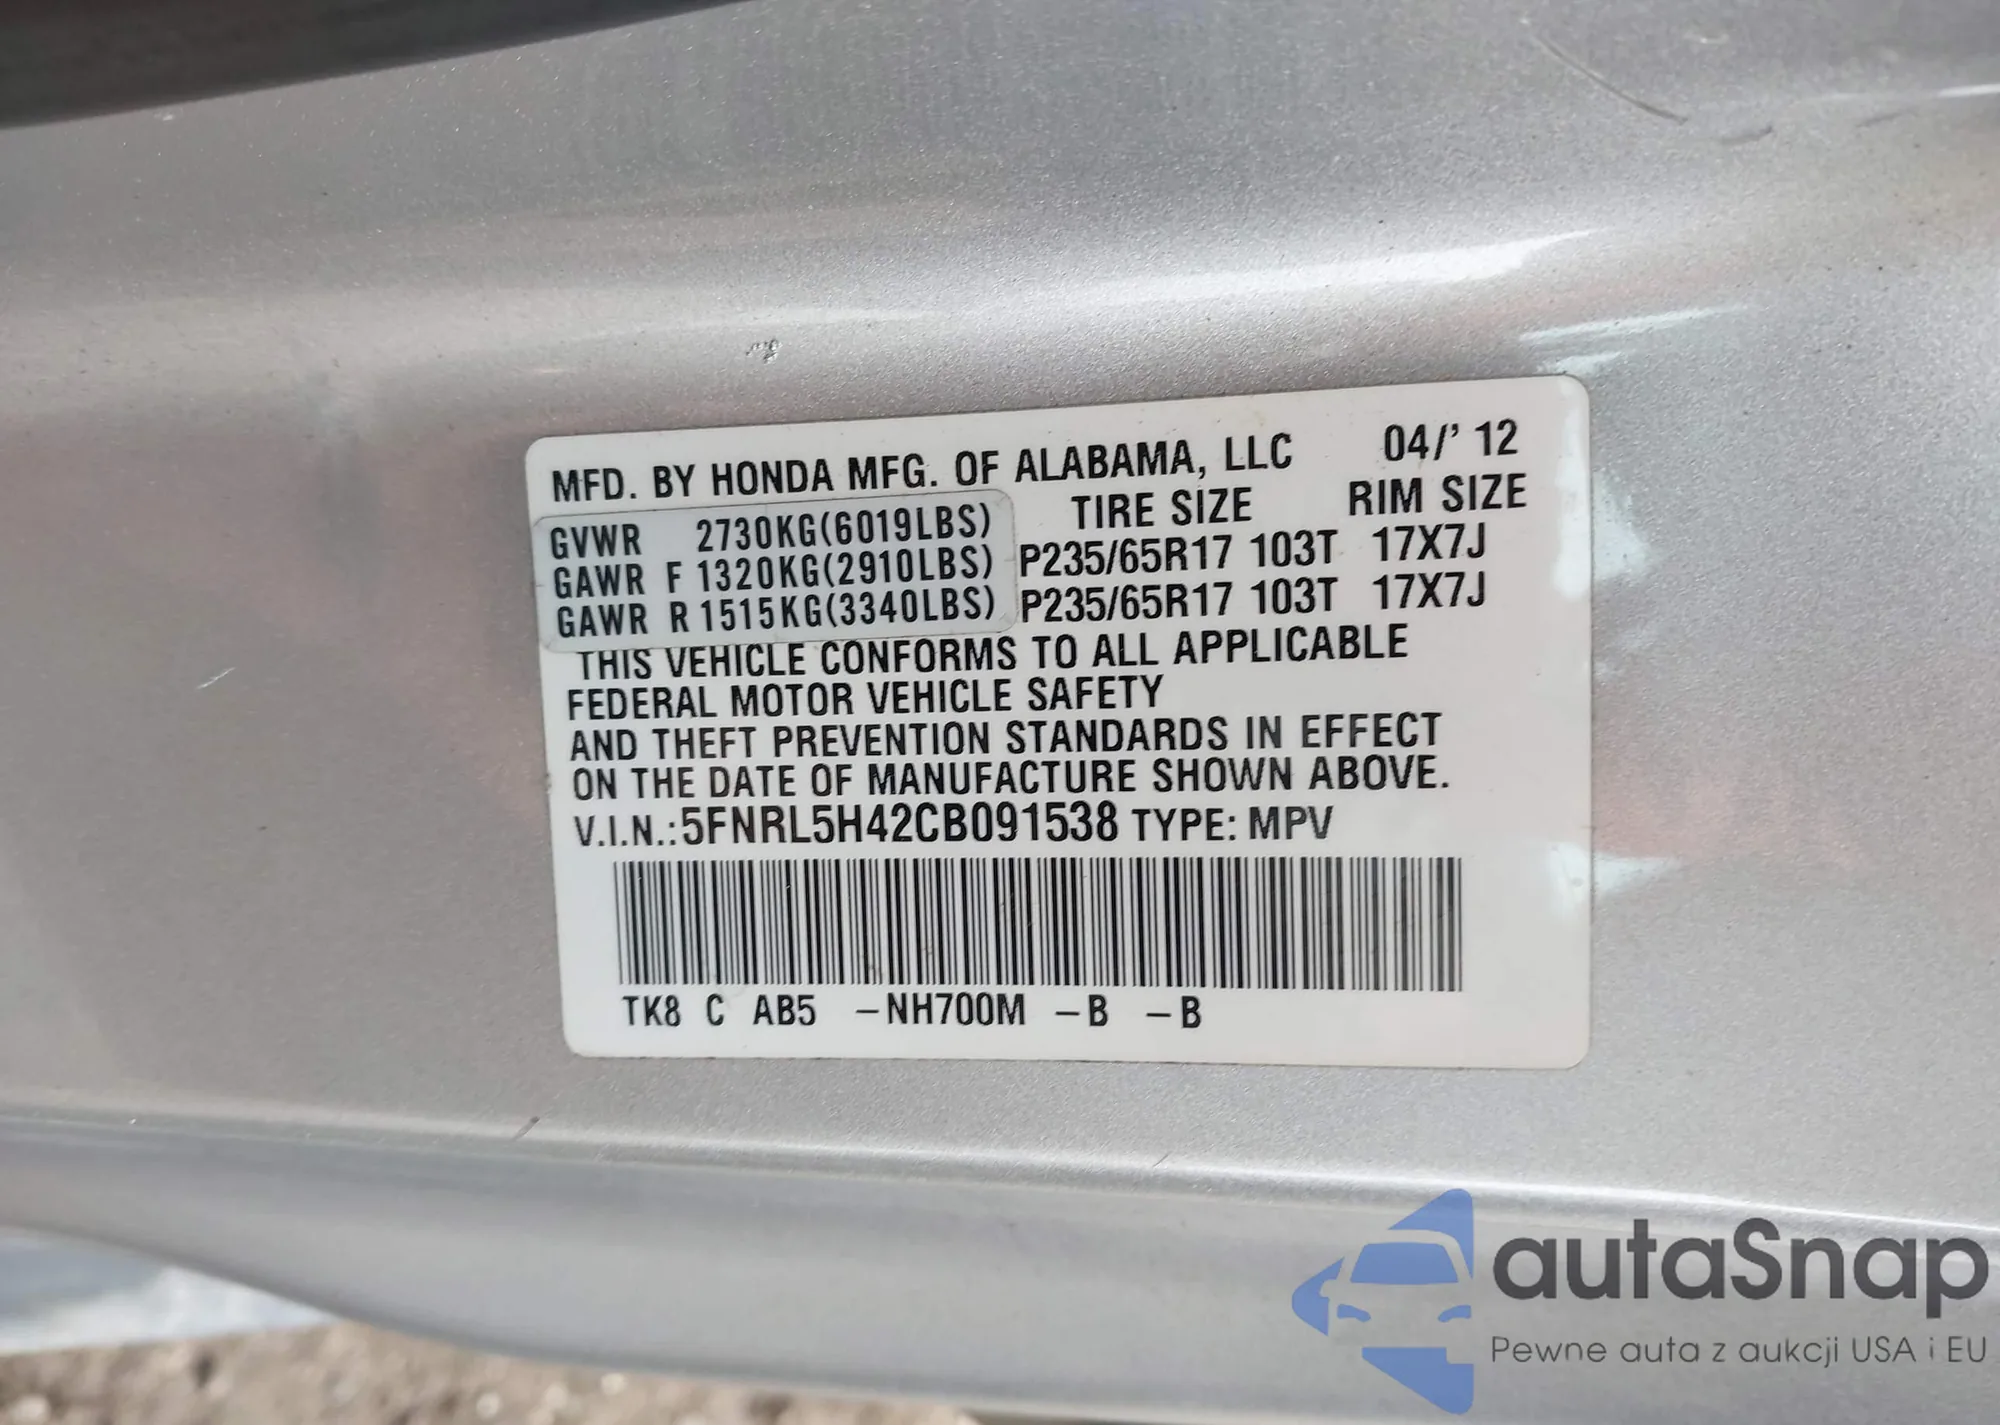 MFD. BY HONDA MFG. OF ALABAMA, LLC 04/' 12
TIRE SIZE RIM SIZE
GVWR 2730KG(6019LBS)
GAWR F 1320KG(2910LBS) P235/65R17 103T 17X7J
GAWR R 1515KG(3340LBS) P235/65R17 103T 17X7J
THIS VEHICLE CONFORMS TO ALL APPLICABLE
FEDERAL MOTOR VEHICLE SAFETY
AND THEFT PREVENTION STANDARDS IN EFFECT
ON THE DATE OF MANUFACTURE SHOWN ABOVE.
V.I.N.:5FNRL5H42CB091538 TYPE: MPV
TK8 C AB5 –NH700M –B –B
autaSnap
Pewne auta z aukcji USA i EU